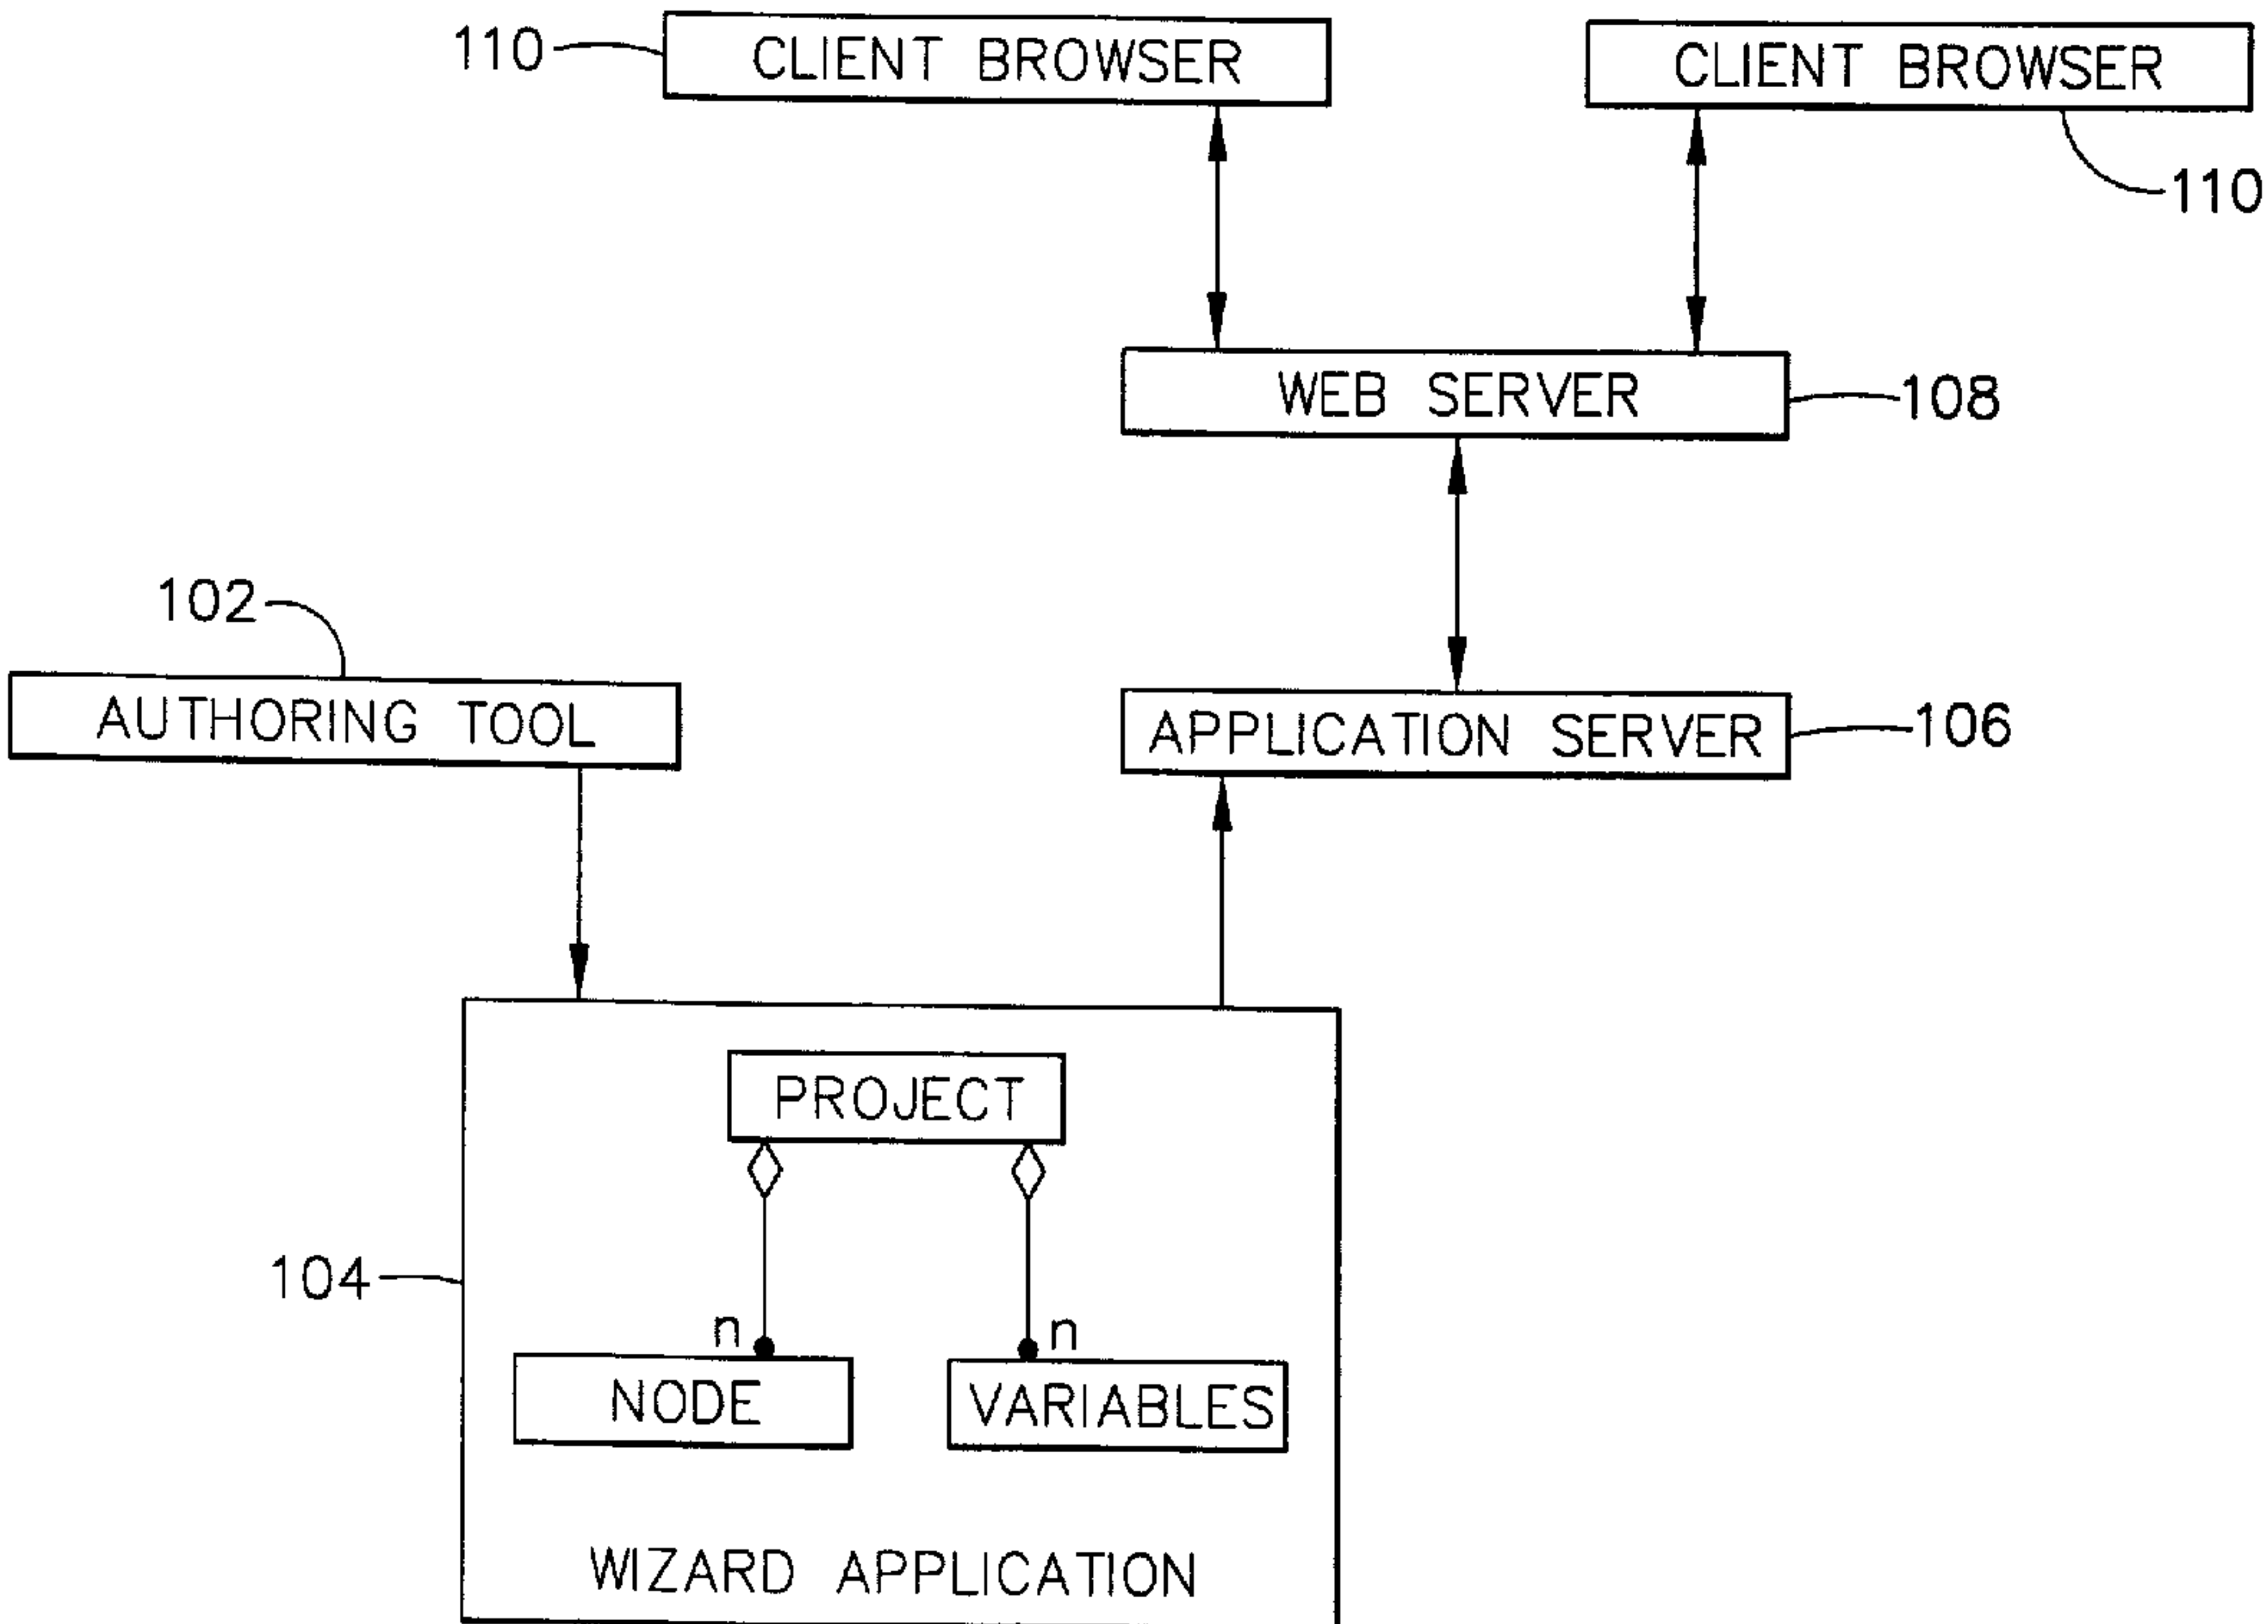 110
CLIENT BROWSER
CLIENT BROWSER
110
WEB SERVER
108
102
AUTHORING TOOL
APPLICATION SERVER
106
PROJECT
104
n
n
NODE
VARIABLES
WIZARD APPLICATION